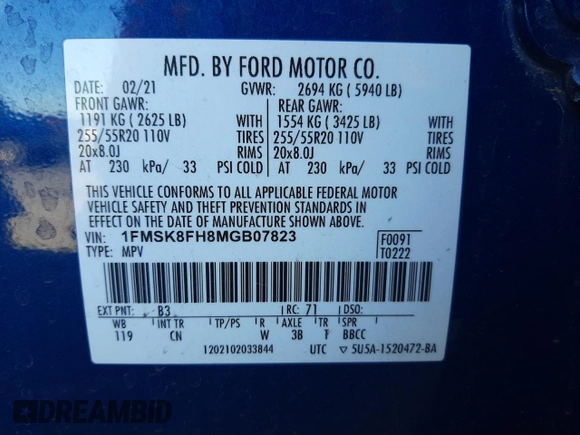 MFD. BY FORD MOTOR CO.
DATE: 02/21 GVWR: 2694 KG ( 5940 LB)
FRONT GAWR: REAR GAWR:
1191 KG ( 2625 LB) WITH 1554 KG ( 3425 LB) WITH
255/55R20 110V TIRES 255/55R20 110V TIRES
20x8.0J RIMS 20x8.0J RIMS
AT 230 kPa/ 33 PSI COLD AT 230 kPa/ 33 PSI COLD
THIS VEHICLE CONFORMS TO ALL APPLICABLE FEDERAL MOTOR
VEHICLE SAFETY AND THEFT PREVENTION STANDARDS IN
EFFECT ON THE DATE OF MANUFACTURE SHOWN ABOVE.
VIN: 1FMSK8FH8MGB07823 F0091
TYPE: MPV T0222
EXT PNT: B3 RC: 71 DSO:
WB INT TR TP/PS R AXLE TR SPR
119 CN W 3B T BBCC
1202102033844 UTC ▽ 5U5A-1520472-BA
DREAMBID